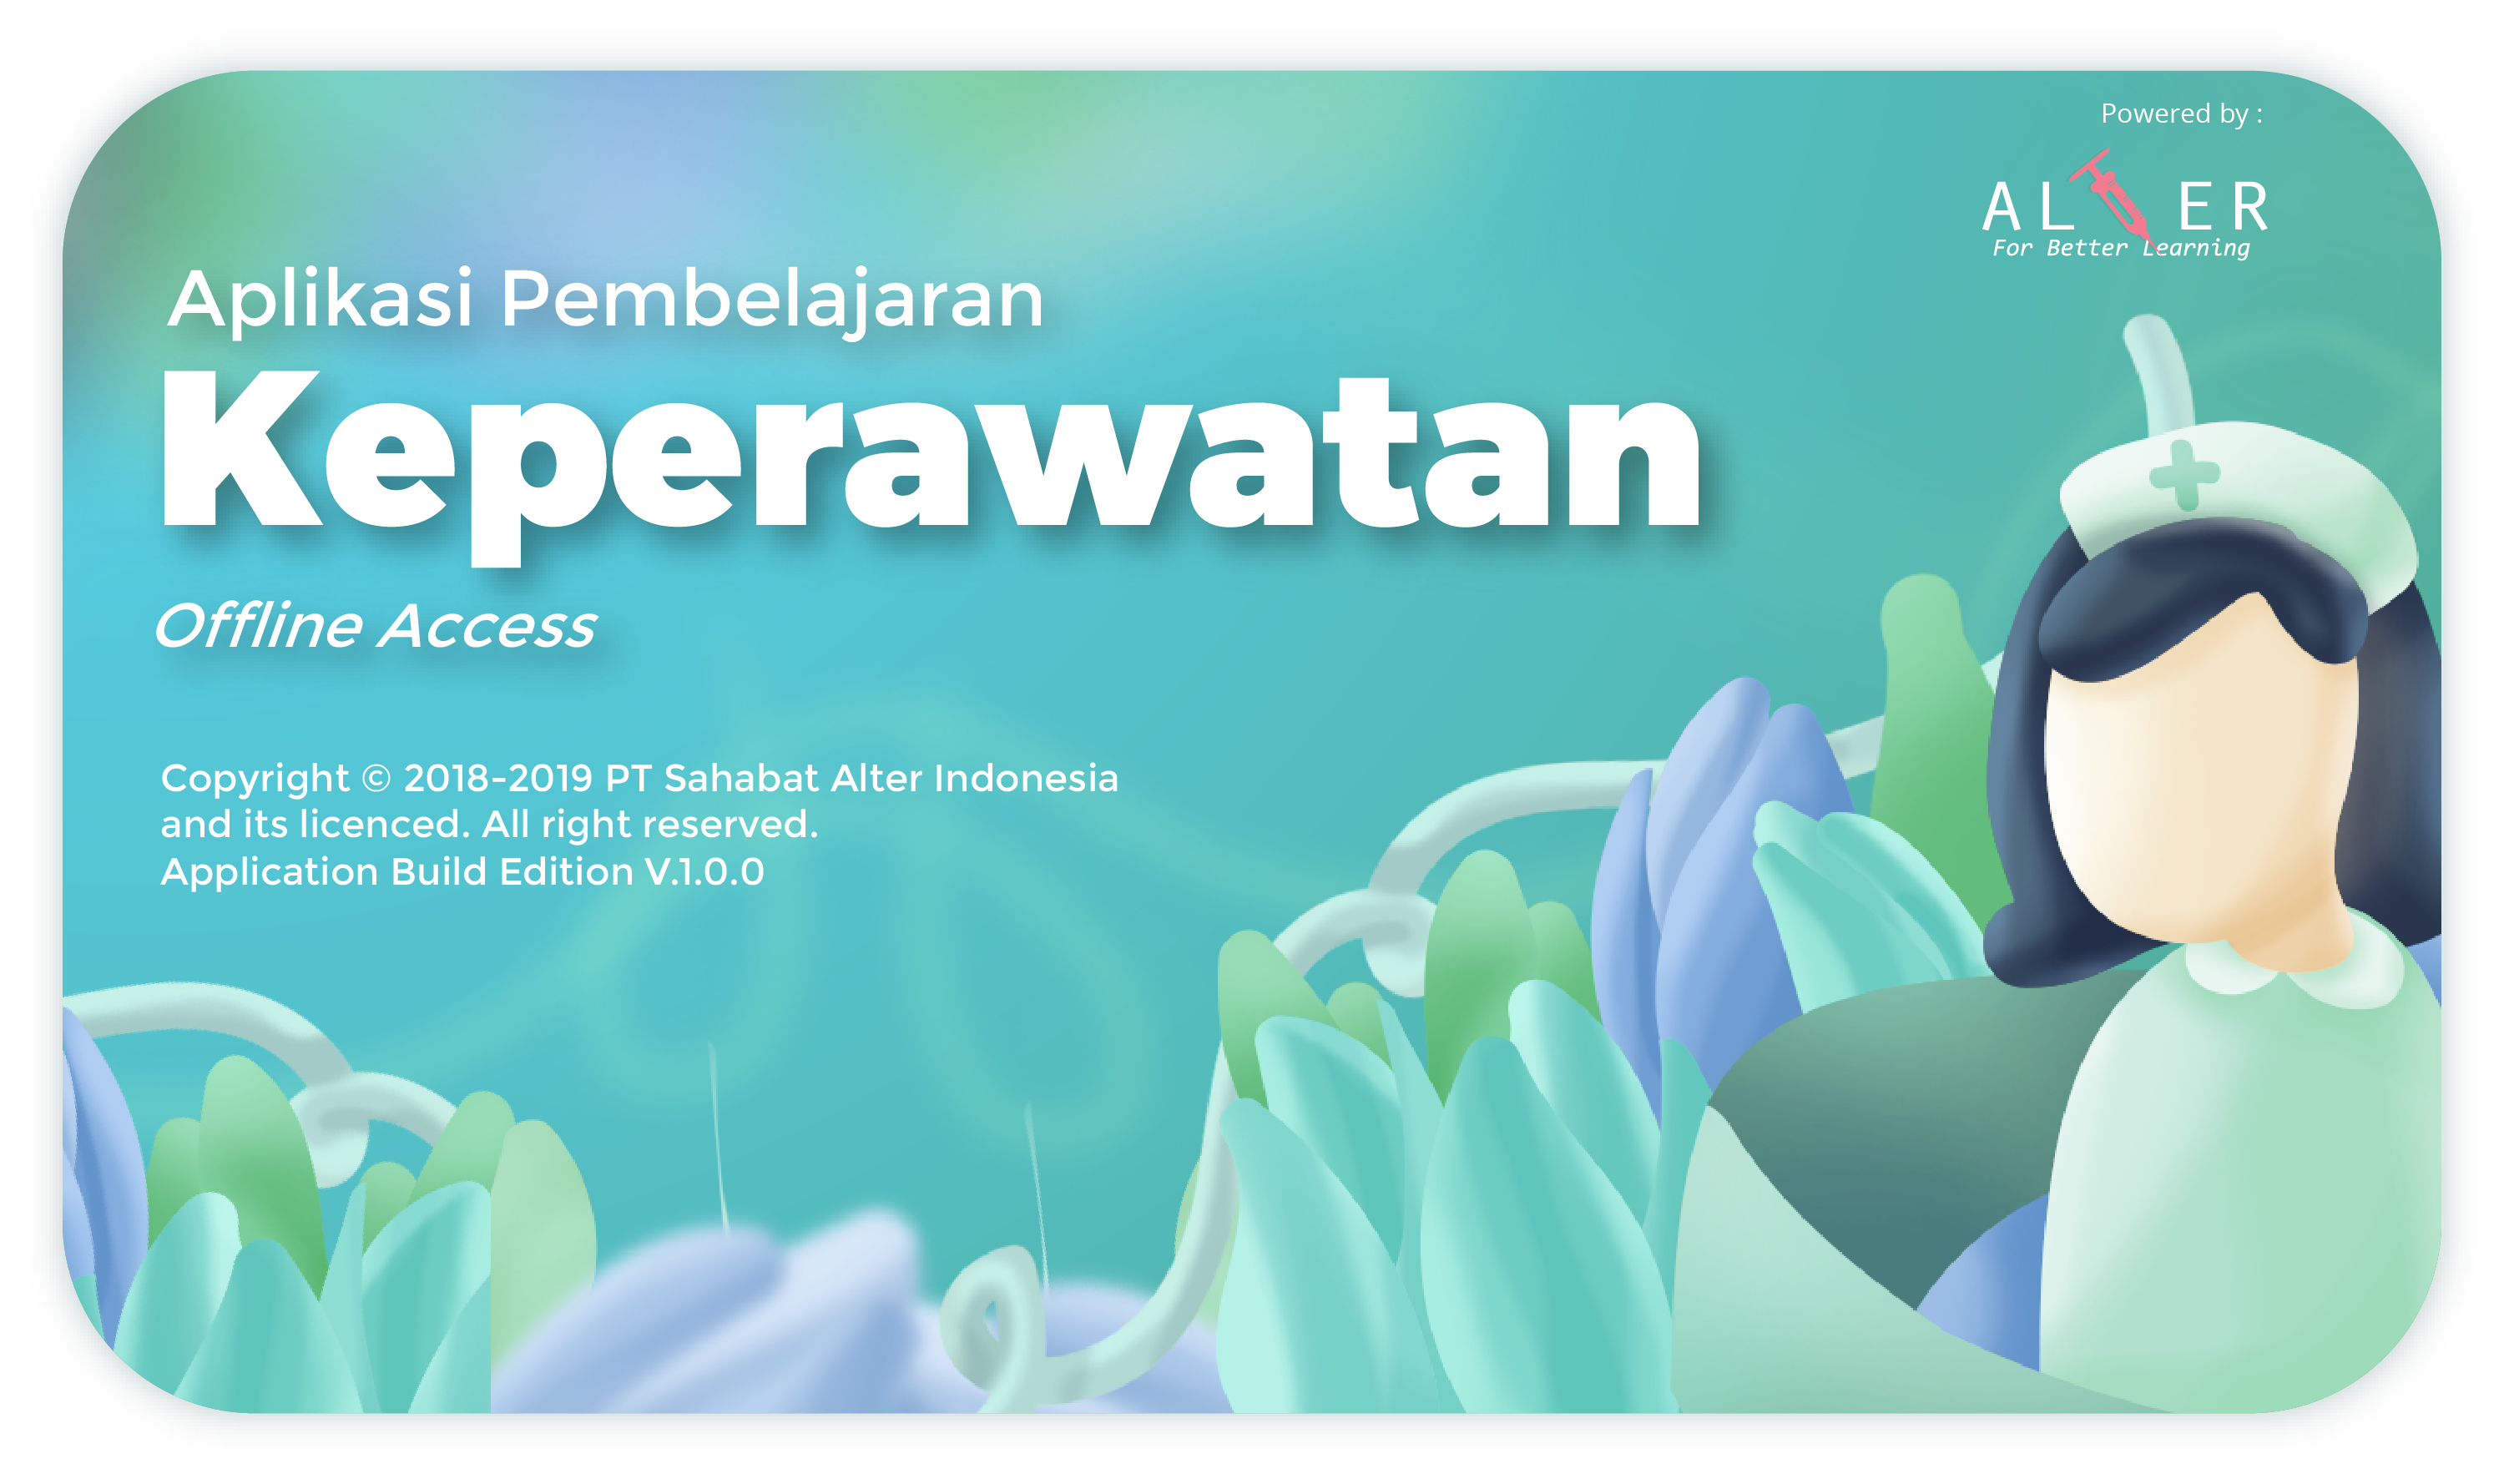 Powered by :
ALTER
For Better Learning
Aplikasi Pembelajaran
Keperawatan
Offline Access
Copyright © 2018-2019 PT Sahabat Alter Indonesia
and its licenced. All right reserved.
Application Build Edition V.1.0.0